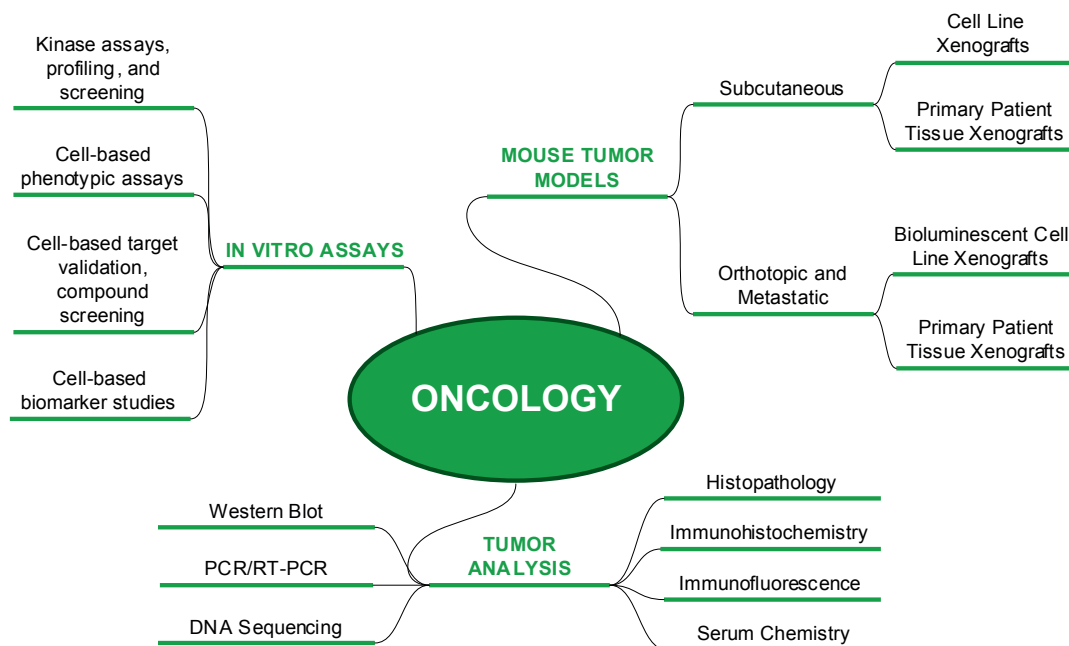 Kinase assays,
profiling, and
screening
Cell-based
phenotypic assays
Cell-based target
validation,
compound
screening
Cell-based
biomarker studies
IN VITRO ASSAYS
MOUSE TUMOR
MODELS
Subcutaneous
Cell Line
Xenografts
Primary Patient
Tissue Xenografts
Orthotopic and
Metastatic
Bioluminescent Cell
Line Xenografts
Primary Patient
Tissue Xenografts
ONCOLOGY
Western Blot
PCR/RT-PCR
DNA Sequencing
TUMOR
ANALYSIS
Histopathology
Immunohistochemistry
Immunofluorescence
Serum Chemistry